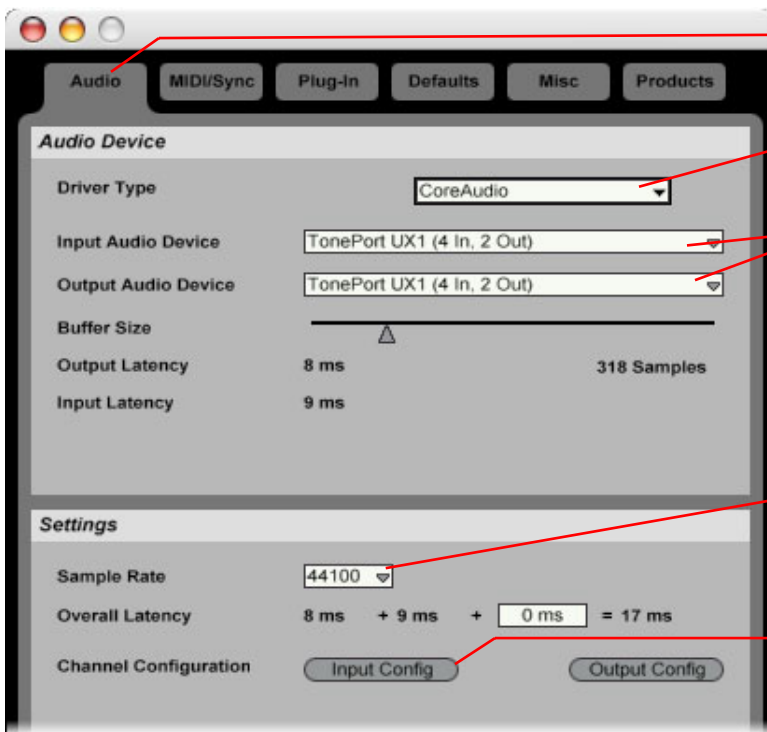 Audio MIDI/Sync Plug-In Defaults Misc Products
Audio Device
Driver Type CoreAudio
Input Audio Device TonePort UX1 (4 In, 2 Out)
Output Audio Device TonePort UX1 (4 In, 2 Out)
Buffer Size
Output Latency 8 ms 318 Samples
Input Latency 9 ms
Settings
Sample Rate 44100
Overall Latency 8 ms + 9 ms + 0 ms = 17 ms
Channel Configuration Input Config Output Config